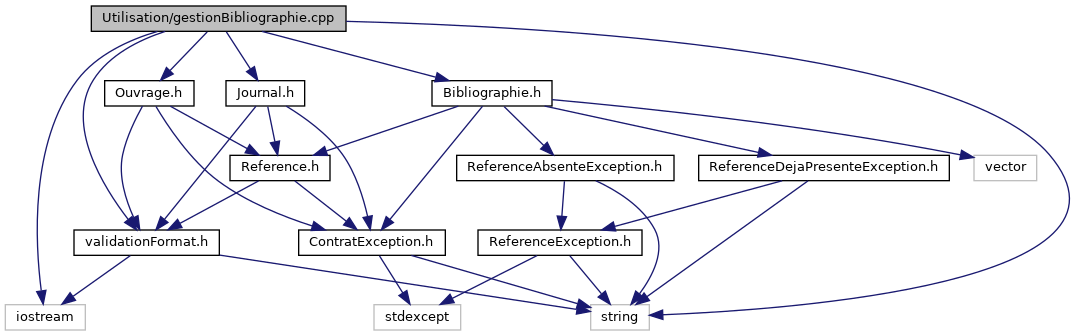 Utilisation/gestionBibliographie.cpp
Ouvrage.h
Journal.h
Bibliographie.h
Reference.h
ReferenceAbsenteException.h
ReferenceDejaPresenteException.h
vector
validationFormat.h
ContratException.h
ReferenceException.h
iostream
stdexcept
string